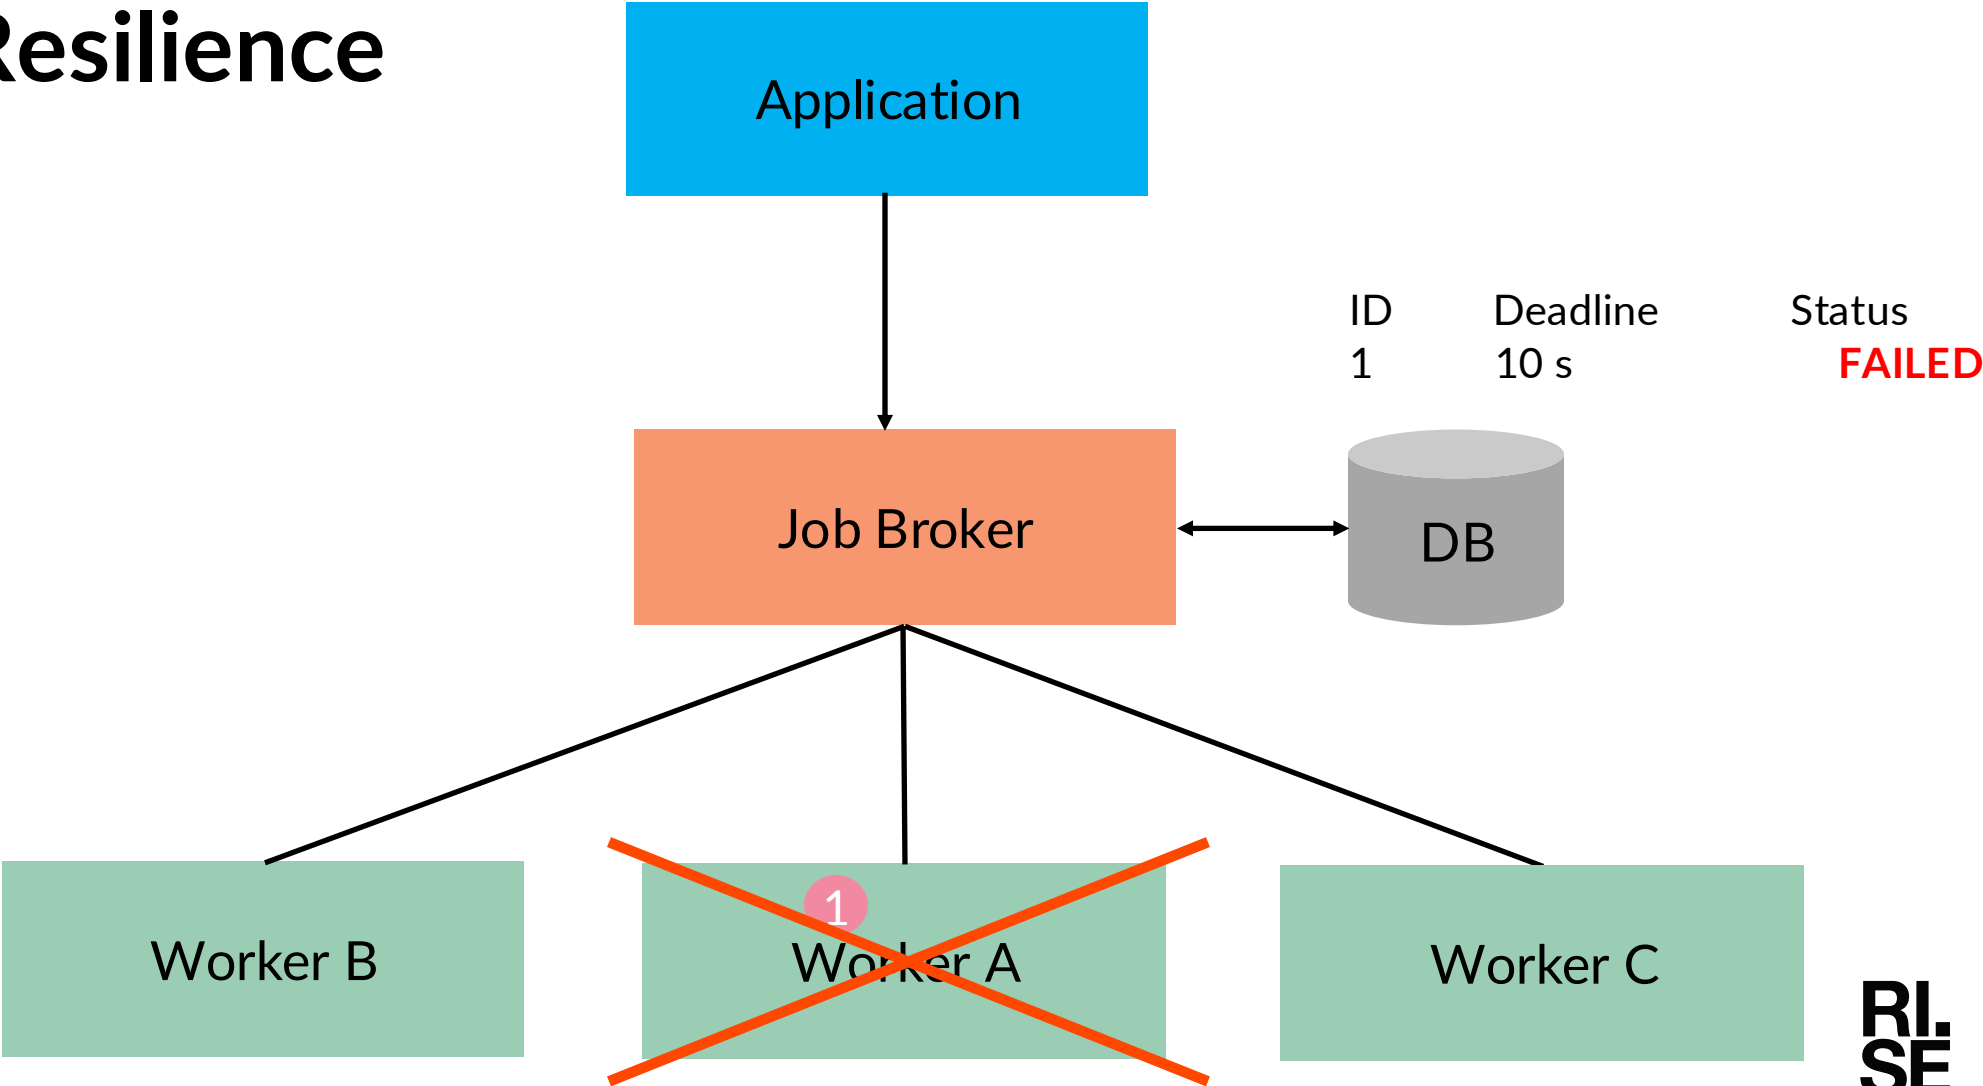 Resilience
Application
ID Deadline Status
1 10 s FAILED
Job Broker
DB
1
Worker B
Worker A
Worker C
RI.
SE